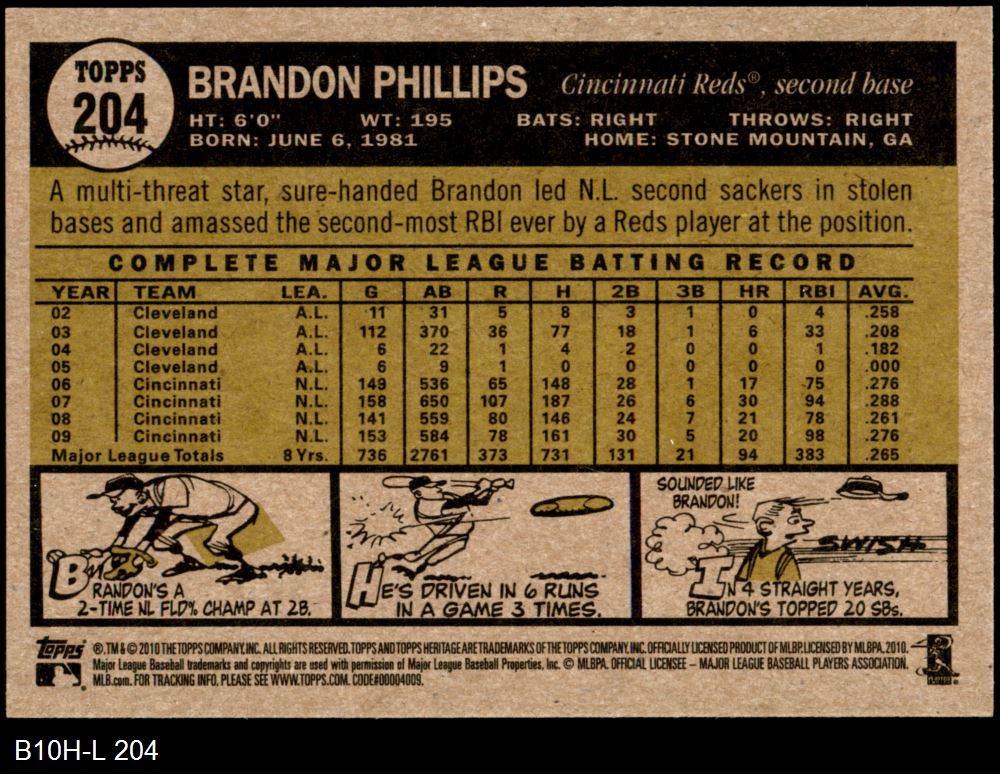 TOPPS
204
BRANDON PHILLIPS Cincinnati Reds®, second base
HT: 6'0" WT: 195 BATS: RIGHT THROWS: RIGHT
BORN: JUNE 6, 1981 HOME: STONE MOUNTAIN, GA
A multi-threat star, sure-handed Brandon led N.L. second sackers in stolen
bases and amassed the second-most RBI ever by a Reds player at the position.
COMPLETE MAJOR LEAGUE BATTING RECORD
YEAR TEAM LEA. G AB R H 2B 3B HR RBI AVG.
02 Cleveland A.L. 11 31 5 8 3 1 0 4 .258
03 Cleveland A.L. 112 370 36 77 18 1 6 33 .208
04 Cleveland A.L. 6 22 1 4 2 0 0 1 .182
05 Cleveland A.L. 6 9 1 0 0 0 0 0 .000
06 Cincinnati N.L. 149 536 65 148 28 1 17 75 .276
07 Cincinnati N.L. 158 650 107 187 26 6 30 94 .288
08 Cincinnati N.L. 141 559 80 146 24 7 21 78 .261
09 Cincinnati N.L. 153 584 78 161 30 5 20 98 .276
Major League Totals 8 Yrs. 736 2761 373 731 131 21 94 383 .265
BRANDON'S A
2-TIME NL FLD% CHAMP AT 2B.
HE'S DRIVEN IN 6 RUNS
IN A GAME 3 TIMES.
SOUNDED LIKE
BRANDON!
SWISH
IN 4 STRAIGHT YEARS,
BRANDON'S TOPPED 20 SBs.
Topps ®,TM & © 2010 THE TOPPS COMPANY, INC. ALL RIGHTS RESERVED. TOPPS AND TOPPS HERITAGE ARE TRADEMARKS OF THE TOPPS COMPANY, INC. OFFICIALLY LICENSED PRODUCT OF MLBP. LICENSED BY MLBPA, 2010.
Major League Baseball trademarks and copyrights are used with permission of Major League Baseball Properties, Inc. © MLBPA. OFFICIAL LICENSEE – MAJOR LEAGUE BASEBALL PLAYERS ASSOCIATION.
MLB.com. FOR TRACKING INFO. PLEASE SEE WWW.TOPPS.COM. CODE#00004009.
B10H-L 204